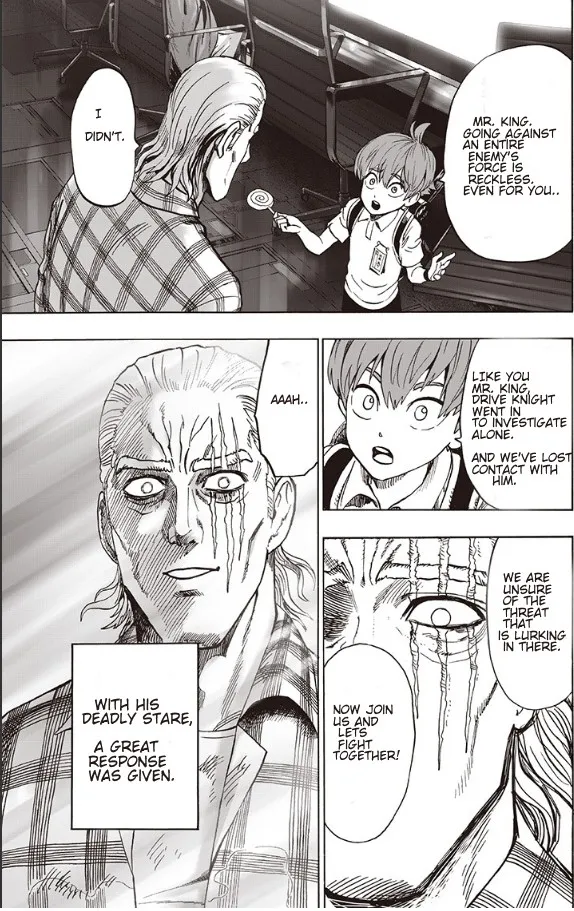 MR. KING.
GOING AGAINST
AN ENTIRE
ENEMY'S
FORCE IS
RECKLESS.
EVEN FOR YOU..
I
DIDN'T.
LIKE YOU
MR. KING,
DRIVE KNIGHT
WENT IN
TO INVESTIGATE
ALONE.
AND WE'VE LOST
CONTACT WITH
HIM.
WE ARE
UNSURE
OF THE
THREAT
THAT
IS LURKING
IN THERE.
NOW JOIN
US AND
LETS
FIGHT
TOGETHER!
AAAH..
WITH HIS
DEADLY STARE,
A GREAT
RESPONSE
WAS GIVEN.